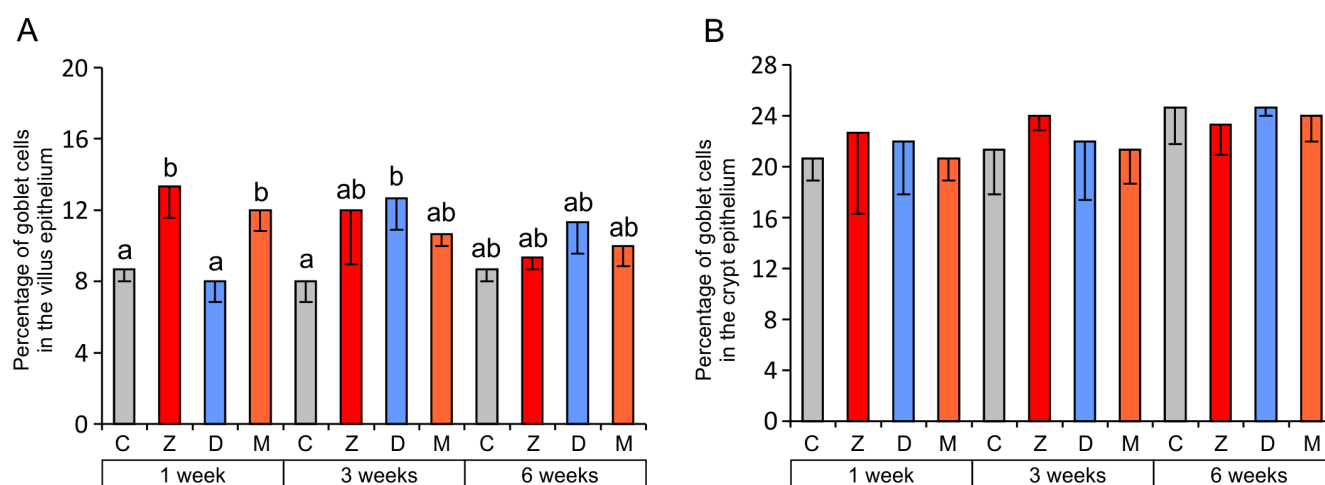 A
Percentage of goblet cells
in the villus epithelium
20
16
12
8
4
0
a
b
a
b
a
ab
b
ab
ab
ab
ab
ab
C Z D M C Z D M C Z D M
1 week 3 weeks 6 weeks
B
Percentage of goblet cells
in the crypt epithelium
28
24
20
16
12
8
4
0
C Z D M C Z D M C Z D M
1 week 3 weeks 6 weeks